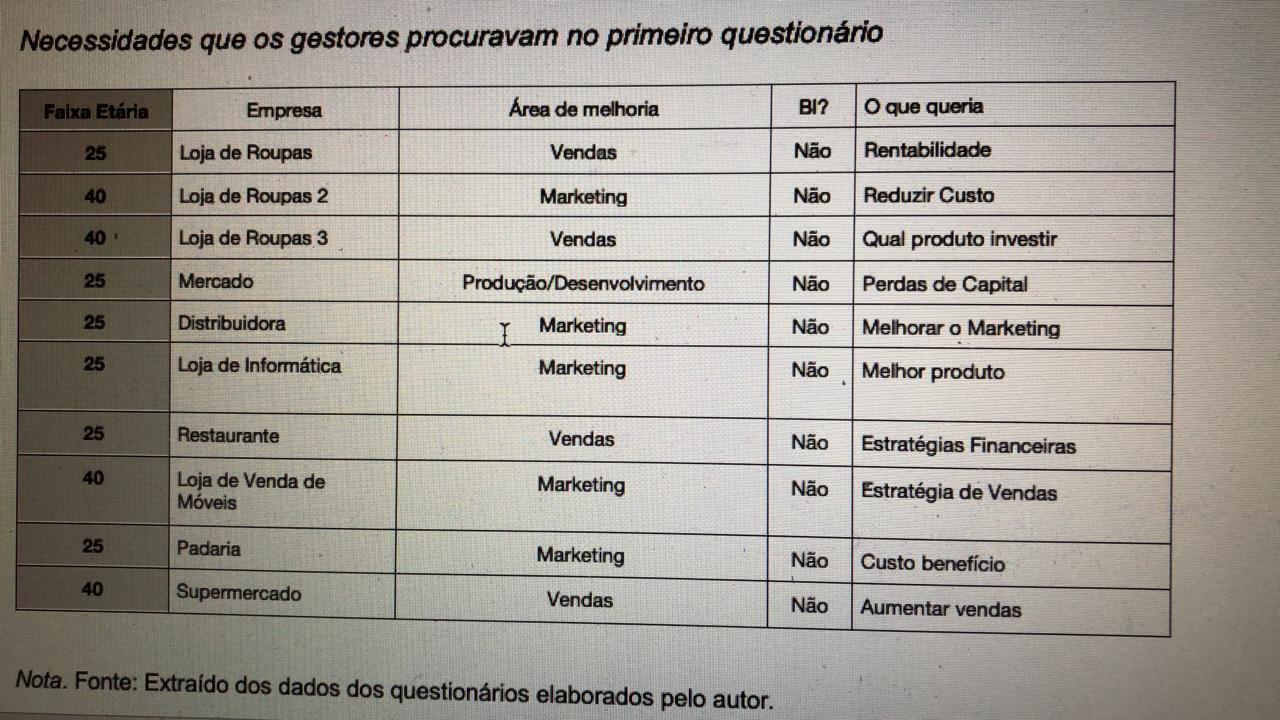 Necessidades que os gestores procuravam no primeiro questionário
Faixa Etária Empresa Área de melhoria BI? O que queria
25 Loja de Roupas Vendas Não Rentabilidade
40 Loja de Roupas 2 Marketing Não Reduzir Custo
40 Loja de Roupas 3 Vendas Não Qual produto investir
25 Mercado Produção/Desenvolvimento Não Perdas de Capital
25 Distribuidora Marketing Não Melhorar o Marketing
25 Loja de Informática Marketing Não Melhor produto
25 Restaurante Vendas Não Estratégias Financeiras
40 Loja de Venda de Marketing Não Estratégia de Vendas
Móveis
25 Padaria Marketing Não Custo benefício
40 Supermercado Vendas Não Aumentar vendas
Nota. Fonte: Extraído dos dados dos questionários elaborados pelo autor.